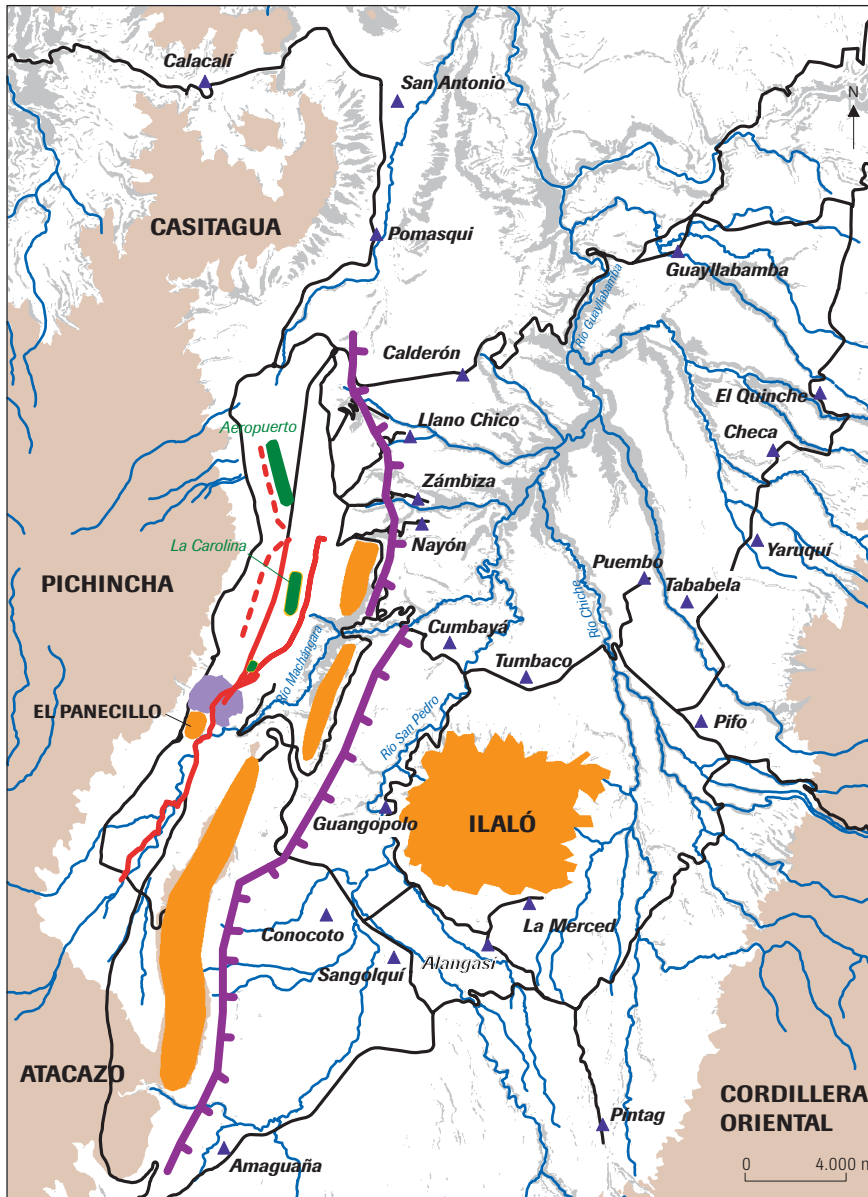 Calacalí
San Antonio
N
CASITAGUA
Pomasqui
Guayllabamba
Río Guayllabamba
Calderón
El Quinche
Llano Chico
Checa
Aeropuerto
Zámbiza
La Carolina
Nayón
Yaruquí
Puembo
PICHINCHA
Tababela
Río Chiche
Cumbayá
Río Machángara
Tumbaco
EL PANECILLO
Pifo
Río San Pedro
Guangopolo
ILALÓ
La Merced
Conocoto
Alangasí
Sangolquí
ATACAZO
CORDILLERA
ORIENTAL
Pintag
Amaguaña
0 4.000 m